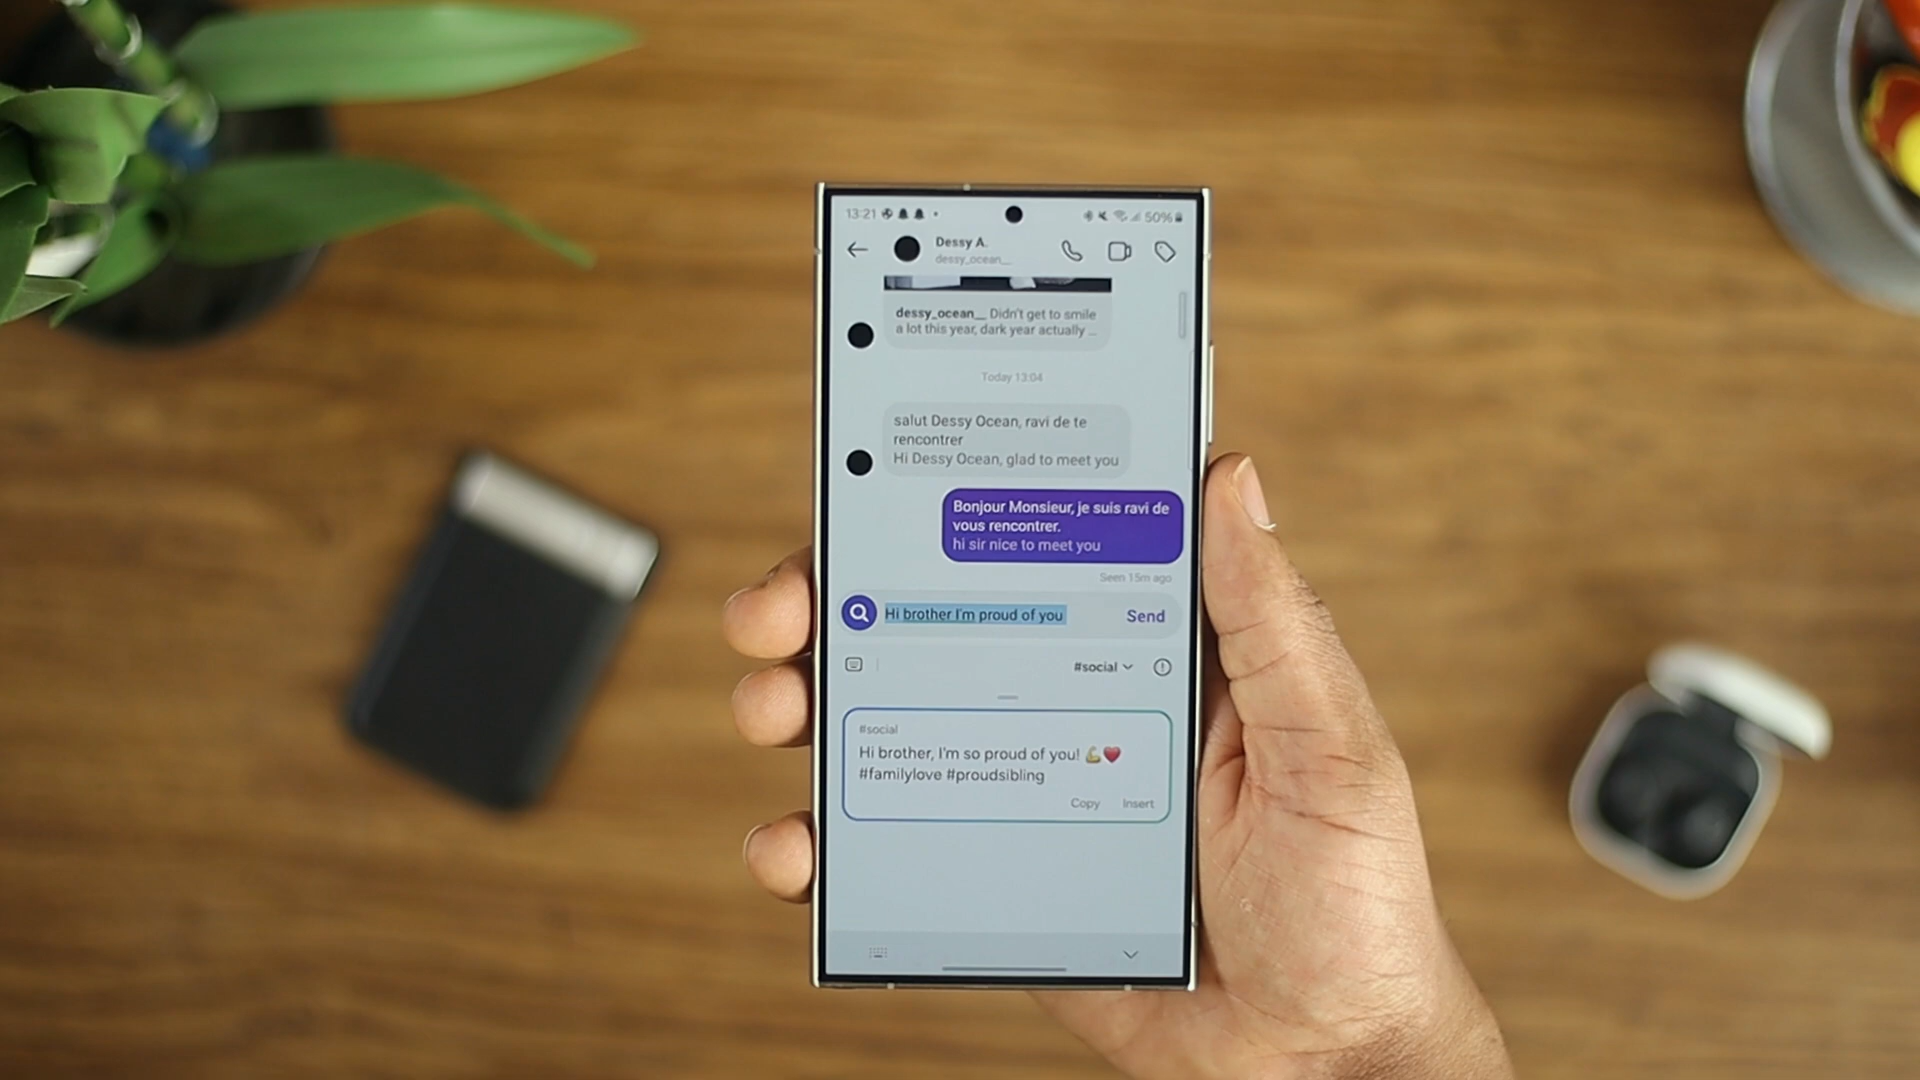 13:21
50%
Dessy A.
dessy_ocean__
dessy_ocean__ Didn't get to smile
a lot this year, dark year actually ...
Today 13:04
salut Dessy Ocean, ravi de te
rencontrer
Hi Dessy Ocean, glad to meet you
Bonjour Monsieur, je suis ravi de
vous rencontrer.
hi sir nice to meet you
Seen 15m ago
Hi brother I'm proud of you
Send
#social
#social
Hi brother, I'm so proud of you! 💪❤️
#familylove #proudsibling
Copy Insert